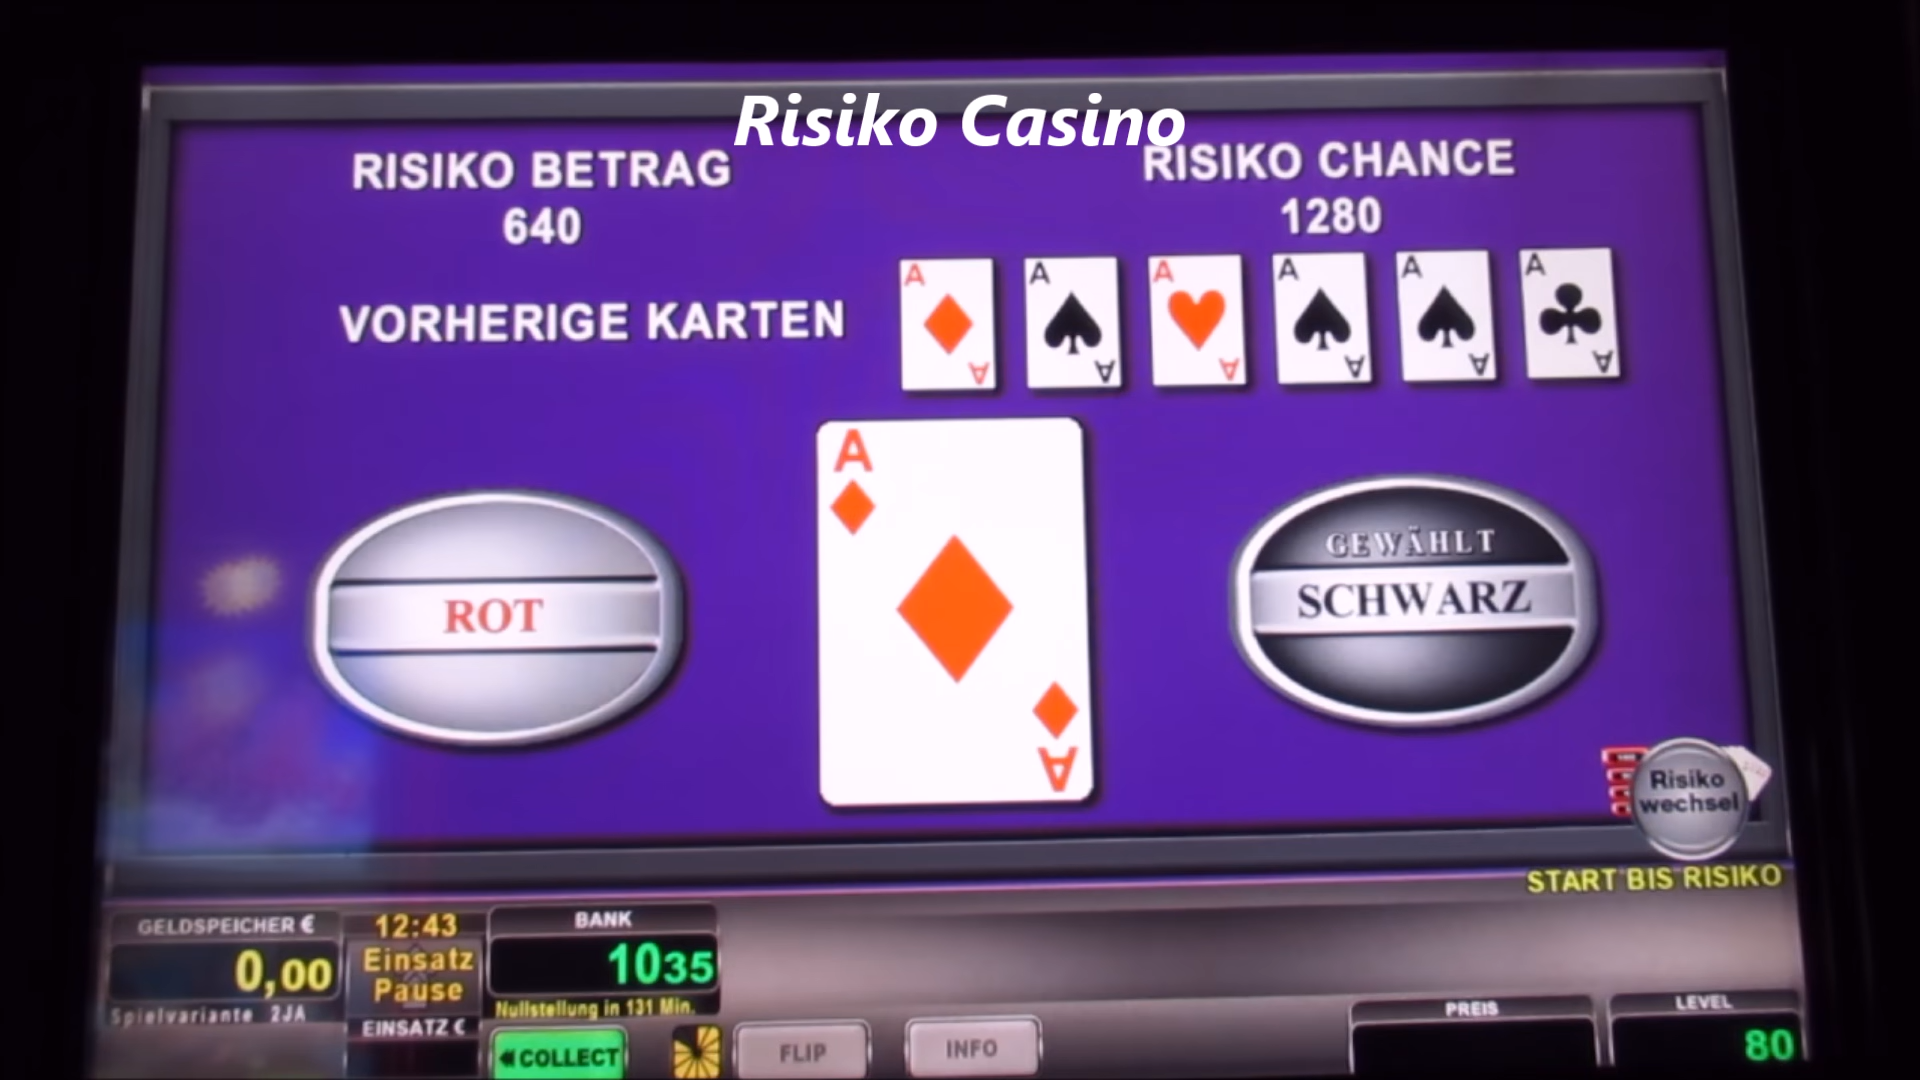 Risiko Casino
RISIKO BETRAG
640
RISIKO CHANCE
1280
VORHERIGE KARTEN
A A
A A
A A
A A
A A
A A
A
A
ROT
GEWÄHLT
SCHWARZ
Risiko
wechsel
START BIS RISIKO
GELDSPEICHER €
0,00
Spielvariante 2JA
12:43
Einsatz
Pause
EINSATZ €
BANK
1035
Nullstellung in 131 Min.
COLLECT
FLIP
INFO
PREIS
LEVEL
80